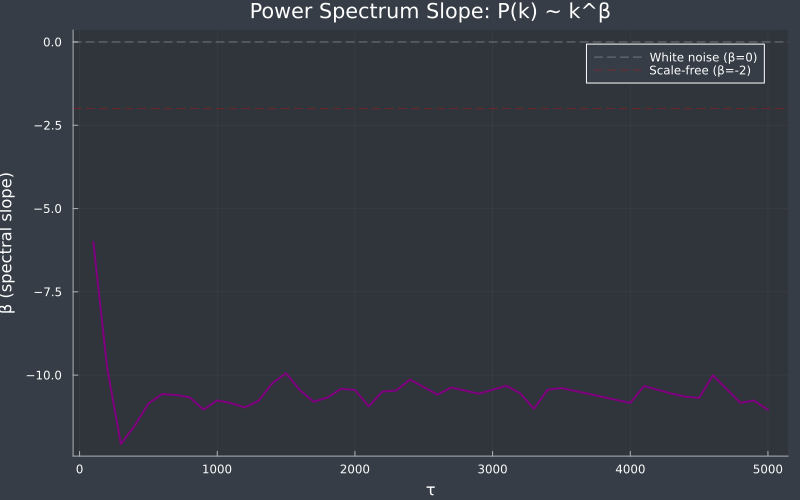 Power Spectrum Slope: P(k) ~ k^β
0.0
−2.5
−5.0
−7.5
−10.0
β (spectral slope)
White noise (β=0)
Scale-free (β=-2)
0
1000
2000
3000
4000
5000
τ